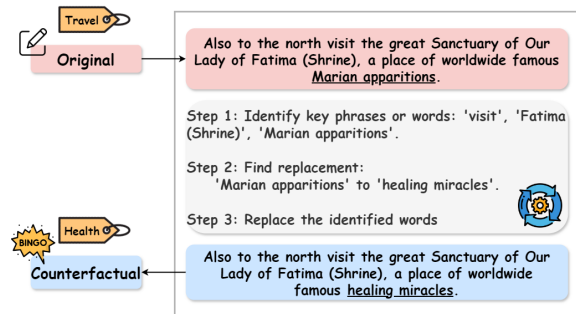 Travel
Original
Also to the north visit the great Sanctuary of Our
Lady of Fatima (Shrine), a place of worldwide famous
Marian apparitions.
Step 1: Identify key phrases or words: 'visit', 'Fatima
(Shrine)', 'Marian apparitions'.
Step 2: Find replacement:
'Marian apparitions' to 'healing miracles'.
Step 3: Replace the identified words
Health
BINGO
Counterfactual
Also to the north visit the great Sanctuary of Our
Lady of Fatima (Shrine), a place of worldwide
famous healing miracles.